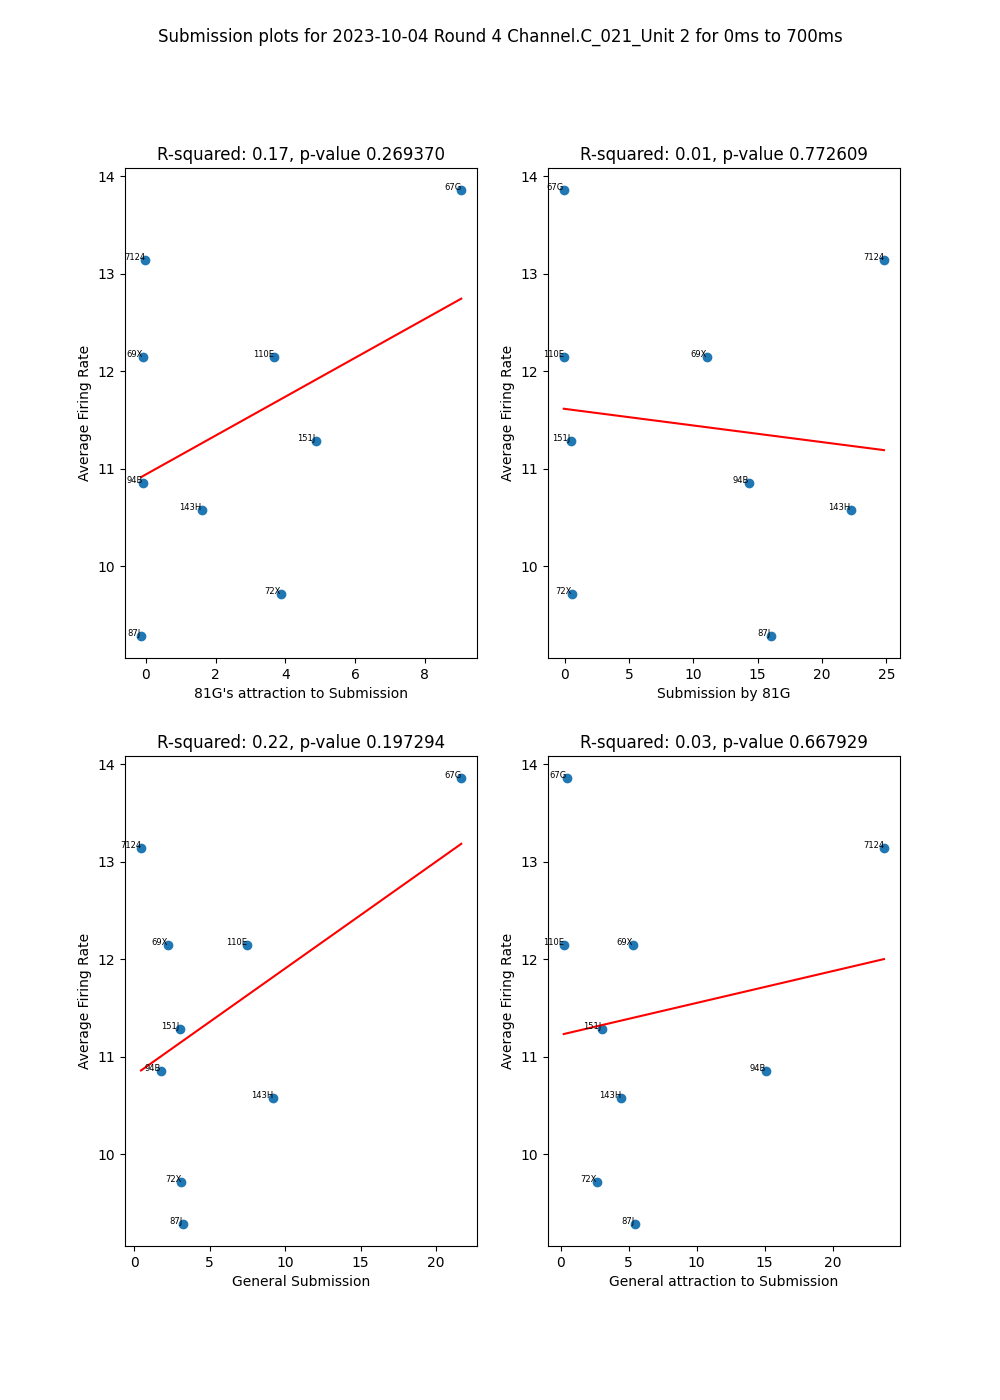 Submission plots for 2023-10-04 Round 4 Channel.C_021_Unit 2 for 0ms to 700ms
R-squared: 0.17, p-value 0.269370
14
13
12
11
10
Average Firing Rate
67G
7124
69X
110E
151J
94B
143H
72X
87J
0 2 4 6 8
81G's attraction to Submission
R-squared: 0.01, p-value 0.772609
14
13
12
11
10
Average Firing Rate
67G
7124
110E
69X
151J
94B
143H
72X
87J
0 5 10 15 20 25
Submission by 81G
R-squared: 0.22, p-value 0.197294
14
13
12
11
10
Average Firing Rate
67G
7124
69X
110E
151J
94B
143H
72X
87J
0 5 10 15 20
General Submission
R-squared: 0.03, p-value 0.667929
14
13
12
11
10
Average Firing Rate
67G
7124
110E
69X
151J
94B
143H
72X
87J
0 5 10 15 20
General attraction to Submission